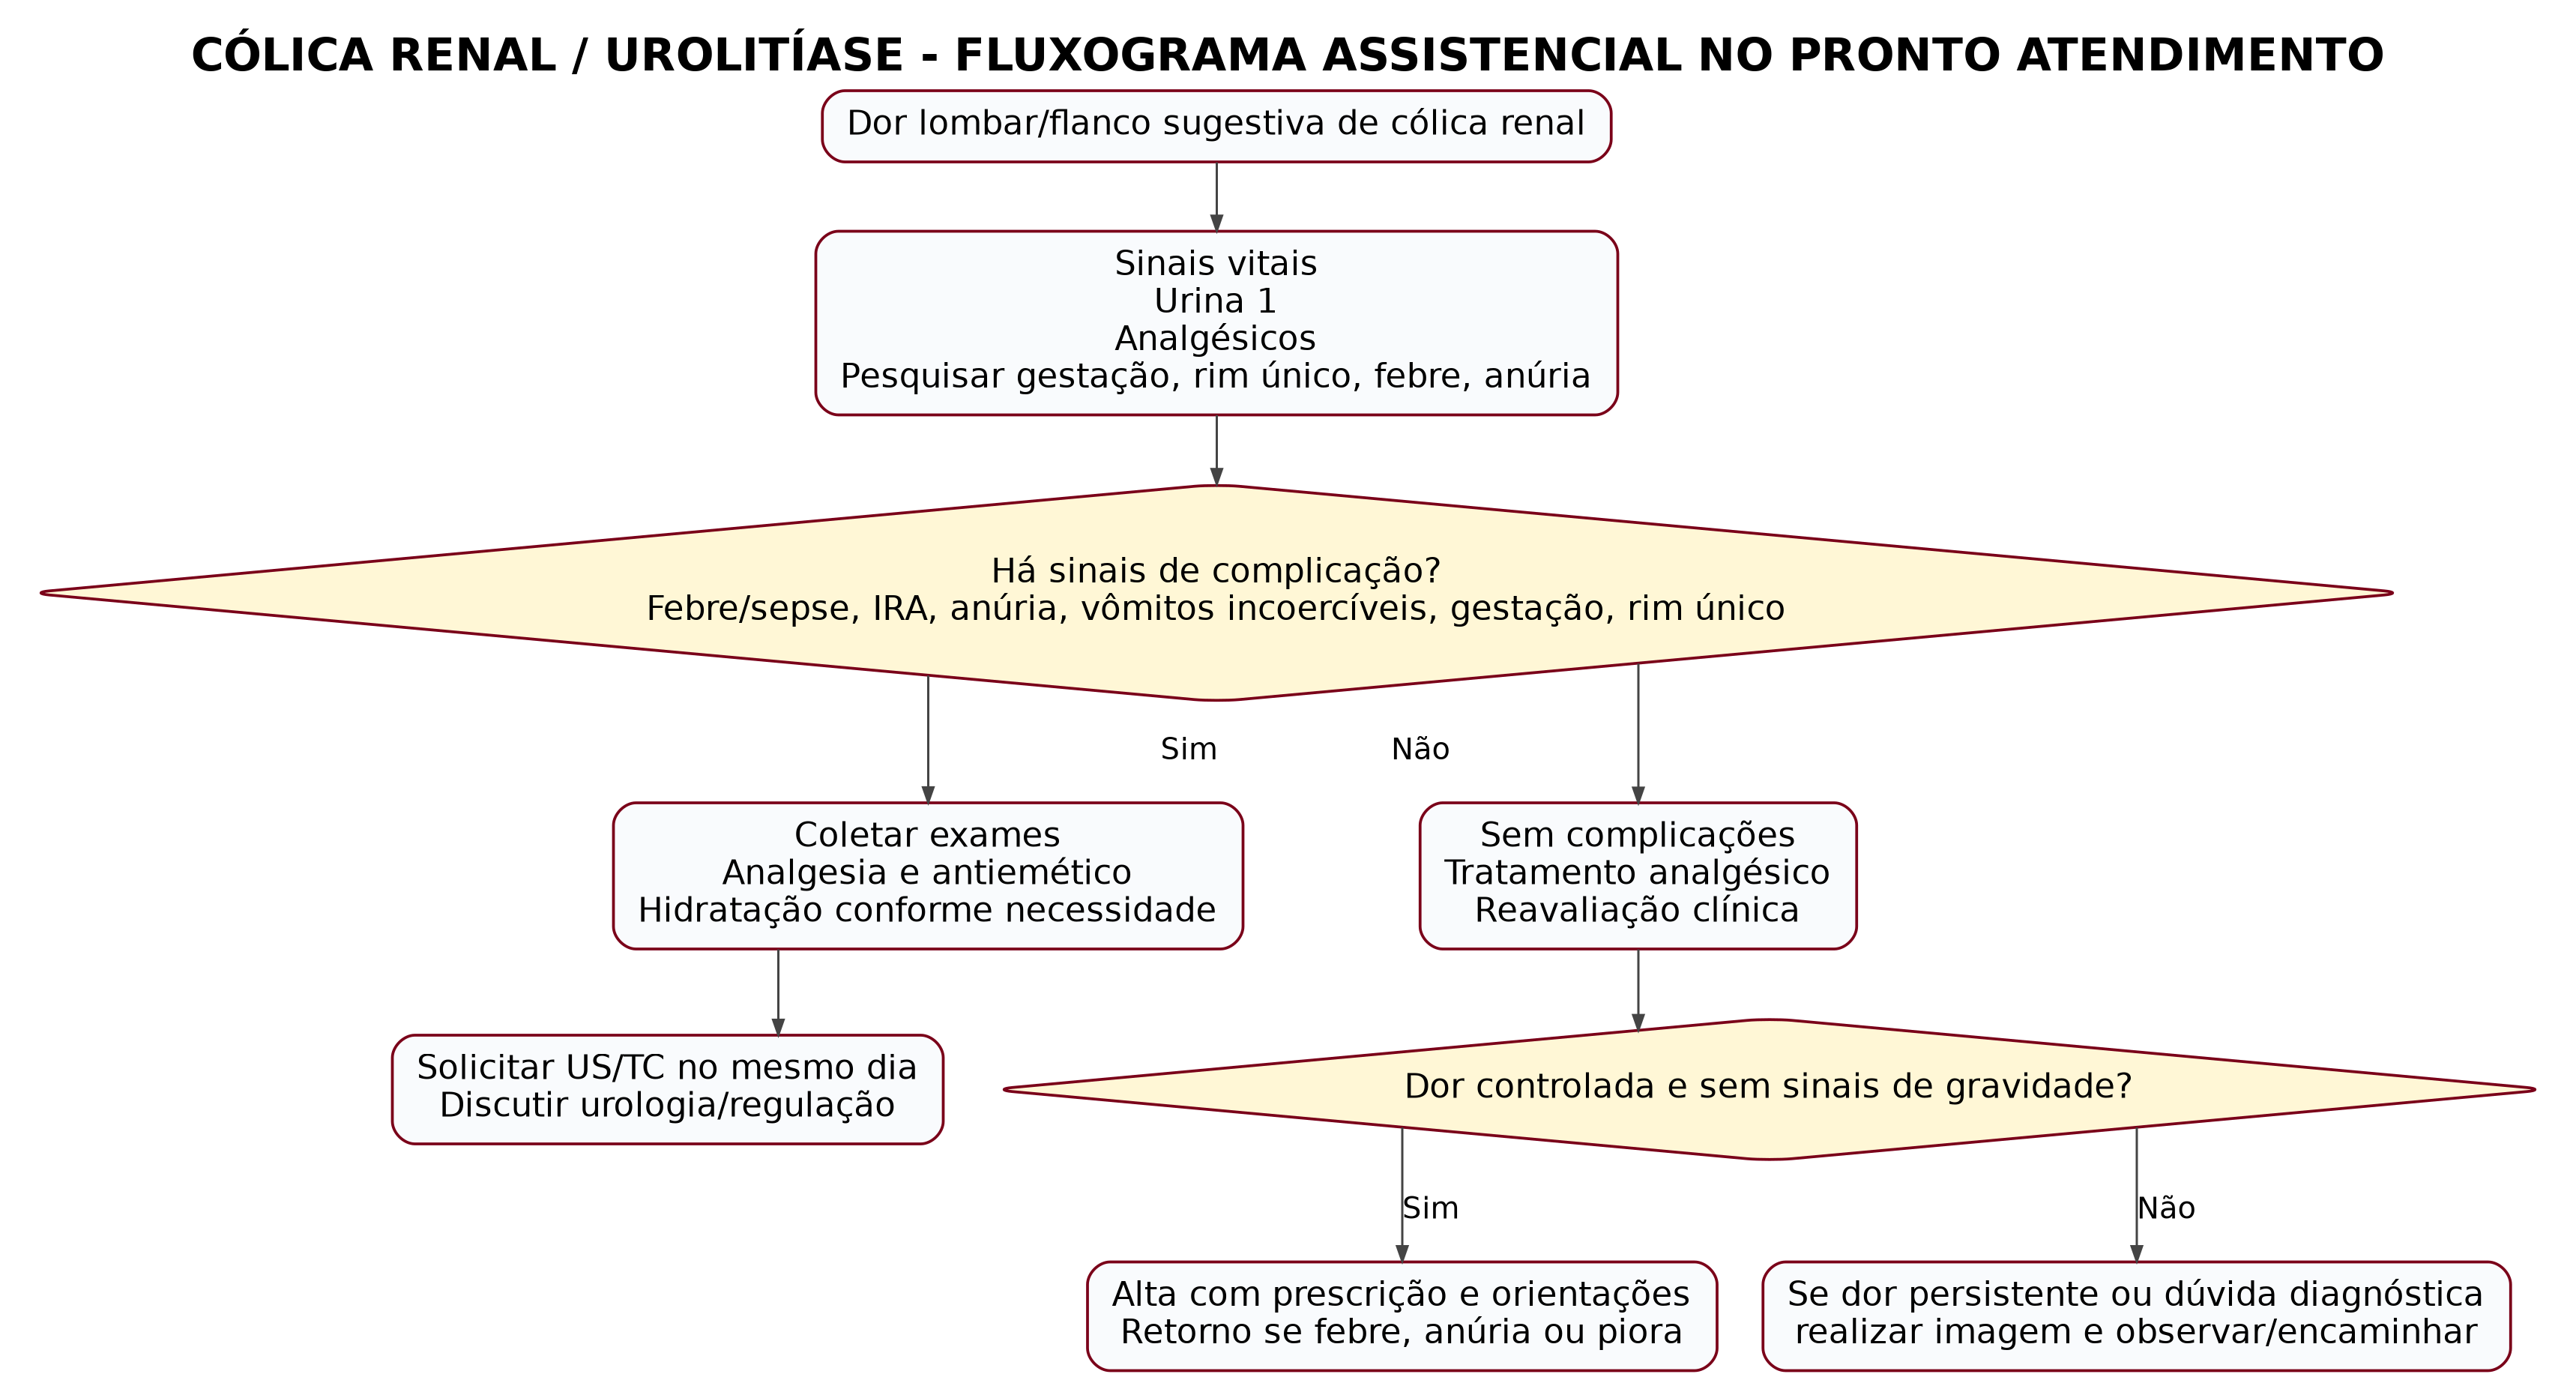 CÓLICA RENAL / UROLITÍASE - FLUXOGRAMA ASSISTENCIAL NO PRONTO ATENDIMENTO
Dor lombar/flanco sugestiva de cólica renal
Sinais vitais
Urina 1
Analgésicos
Pesquisar gestação, rim único, febre, anúria
Há sinais de complicação?
Febre/sepse, IRA, anúria, vômitos incoercíveis, gestação, rim único
Sim
Não
Coletar exames
Analgesia e antiemético
Hidratação conforme necessidade
Sem complicações
Tratamento analgésico
Reavaliação clínica
Solicitar US/TC no mesmo dia
Discutir urologia/regulação
Dor controlada e sem sinais de gravidade?
Sim
Não
Alta com prescrição e orientações
Retorno se febre, anúria ou piora
Se dor persistente ou dúvida diagnóstica
realizar imagem e observar/encaminhar